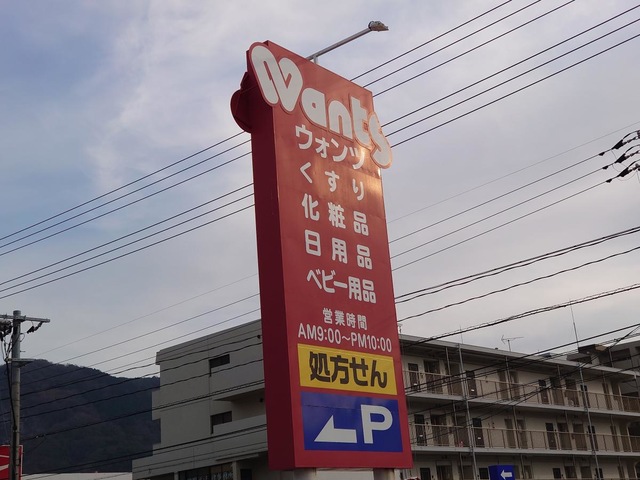 Wants
ウォンツ
くすり
化粧品
日用品
ベビー用品
営業時間
AM9:00〜PM10:00
処方せん
P